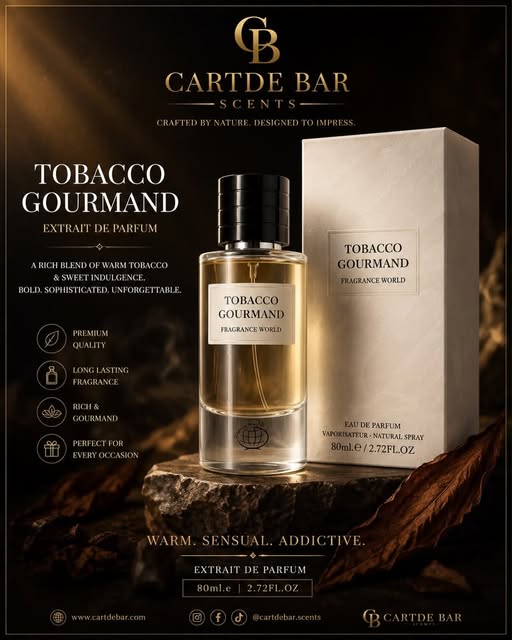 CB
CARTDE BAR
SCENTS
CRAFTED BY NATURE. DESIGNED TO IMPRESS.
TOBACCO
GOURMAND
EXTRAIT DE PARFUM
A RICH BLEND OF WARM TOBACCO
& SWEET INDULGENCE.
BOLD. SOPHISTICATED. UNFORGETTABLE.
PREMIUM
QUALITY
LONG LASTING
FRAGRANCE
RICH &
GOURMAND
PERFECT FOR
EVERY OCCASION
TOBACCO
GOURMAND
FRAGRANCE WORLD
TOBACCO
GOURMAND
FRAGRANCE WORLD
EAU DE PARFUM
VAPORISATEUR · NATURAL SPRAY
80ml.e / 2.72FL.OZ
WARM. SENSUAL. ADDICTIVE.
EXTRAIT DE PARFUM
80ml.e | 2.72FL.OZ
www.cartdebar.com
@cartdebar.scents
CB CARTDE BAR
SCENTS